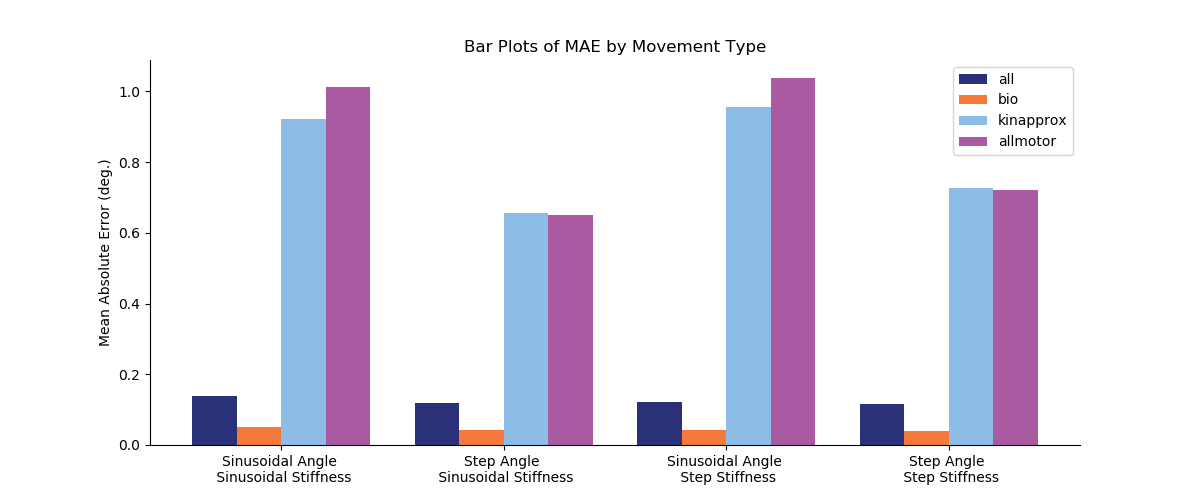 Bar Plots of MAE by Movement Type
all
bio
kinapprox
allmotor
Mean Absolute Error (deg.)
1.0
0.8
0.6
0.4
0.2
0.0
Sinusoidal Angle
Sinusoidal Stiffness
Step Angle
Sinusoidal Stiffness
Sinusoidal Angle
Step Stiffness
Step Angle
Step Stiffness